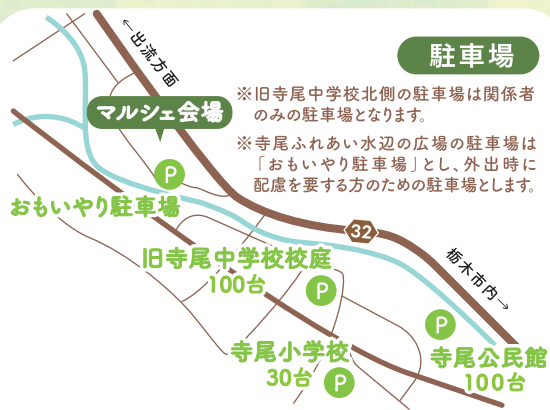 ←出流方面
駐車場
マルシェ会場
※旧寺尾中学校北側の駐車場は関係者
のみの駐車場となります。
※寺尾ふれあい水辺の広場の駐車場は
「おもいやり駐車場」とし、外出時に
配慮を要する方のための駐車場とします。
P
おもいやり駐車場
32
旧寺尾中学校校庭
100台
P
栃木市内→
P
寺尾小学校
30台
P
寺尾公民館
100台